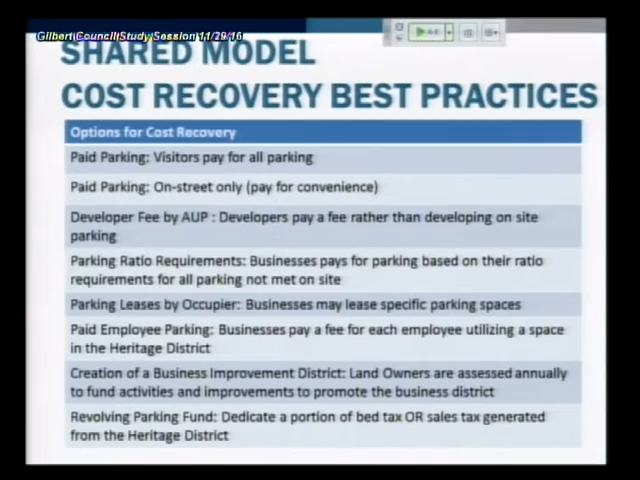 Gilbert Council Study Session 11/29/16
SHARED MODEL
COST RECOVERY BEST PRACTICES
Options for Cost Recovery
Paid Parking: Visitors pay for all parking
Paid Parking: On-street only (pay for convenience)
Developer Fee by AUP : Developers pay a fee rather than developing on site
parking
Parking Ratio Requirements: Businesses pays for parking based on their ratio
requirements for all parking not met on site
Parking Leases by Occupier: Businesses may lease specific parking spaces
Paid Employee Parking: Businesses pay a fee for each employee utilizing a space
in the Heritage District
Creation of a Business Improvement District: Land Owners are assessed annually
to fund activities and improvements to promote the business district
Revolving Parking Fund: Dedicate a portion of bed tax OR sales tax generated
from the Heritage District